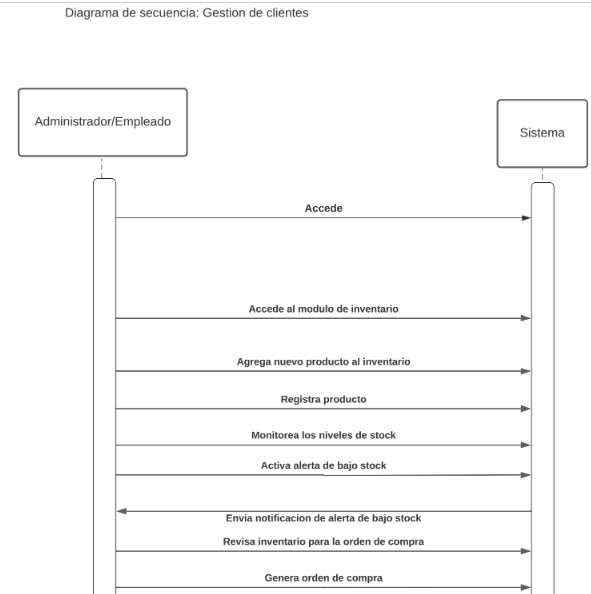 Diagrama de secuencia: Gestion de clientes
Administrador/Empleado
Sistema
Accede
Accede al modulo de inventario
Agrega nuevo producto al inventario
Registra producto
Monitorea los niveles de stock
Activa alerta de bajo stock
Envia notificacion de alerta de bajo stock
Revisa inventario para la orden de compra
Genera orden de compra